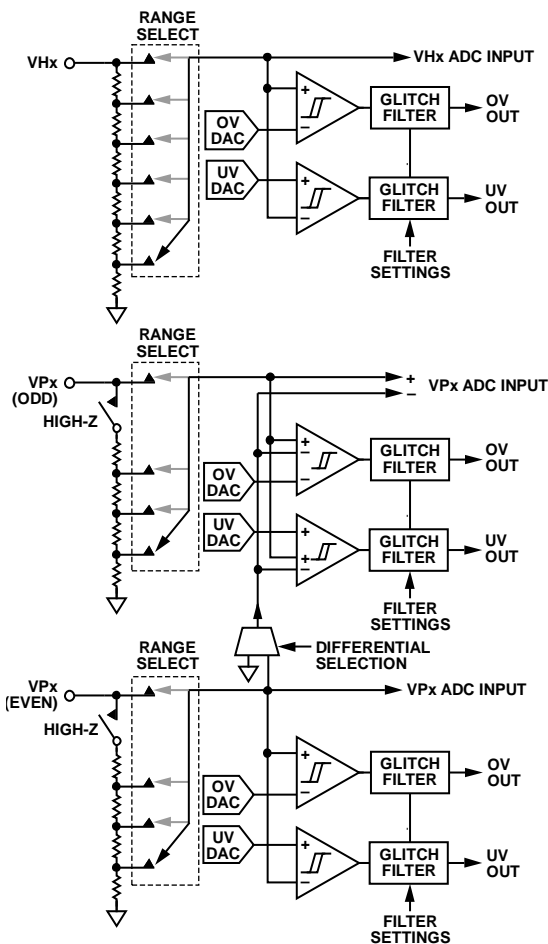 RANGE
SELECT
VHx
VHx ADC INPUT
+
OV
DAC
−
GLITCH
FILTER
OV
OUT
UV
DAC
+
−
GLITCH
FILTER
UV
OUT
FILTER
SETTINGS
RANGE
SELECT
VPx
(ODD)
HIGH-Z
+
−
VPx ADC INPUT
+
−
OV
DAC
−
GLITCH
FILTER
OV
OUT
UV
DAC
+
+
−
GLITCH
FILTER
UV
OUT
FILTER
SETTINGS
DIFFERENTIAL
SELECTION
RANGE
SELECT
VPx
(EVEN)
HIGH-Z
VPx ADC INPUT
+
OV
DAC
−
GLITCH
FILTER
OV
OUT
UV
DAC
+
−
GLITCH
FILTER
UV
OUT
FILTER
SETTINGS